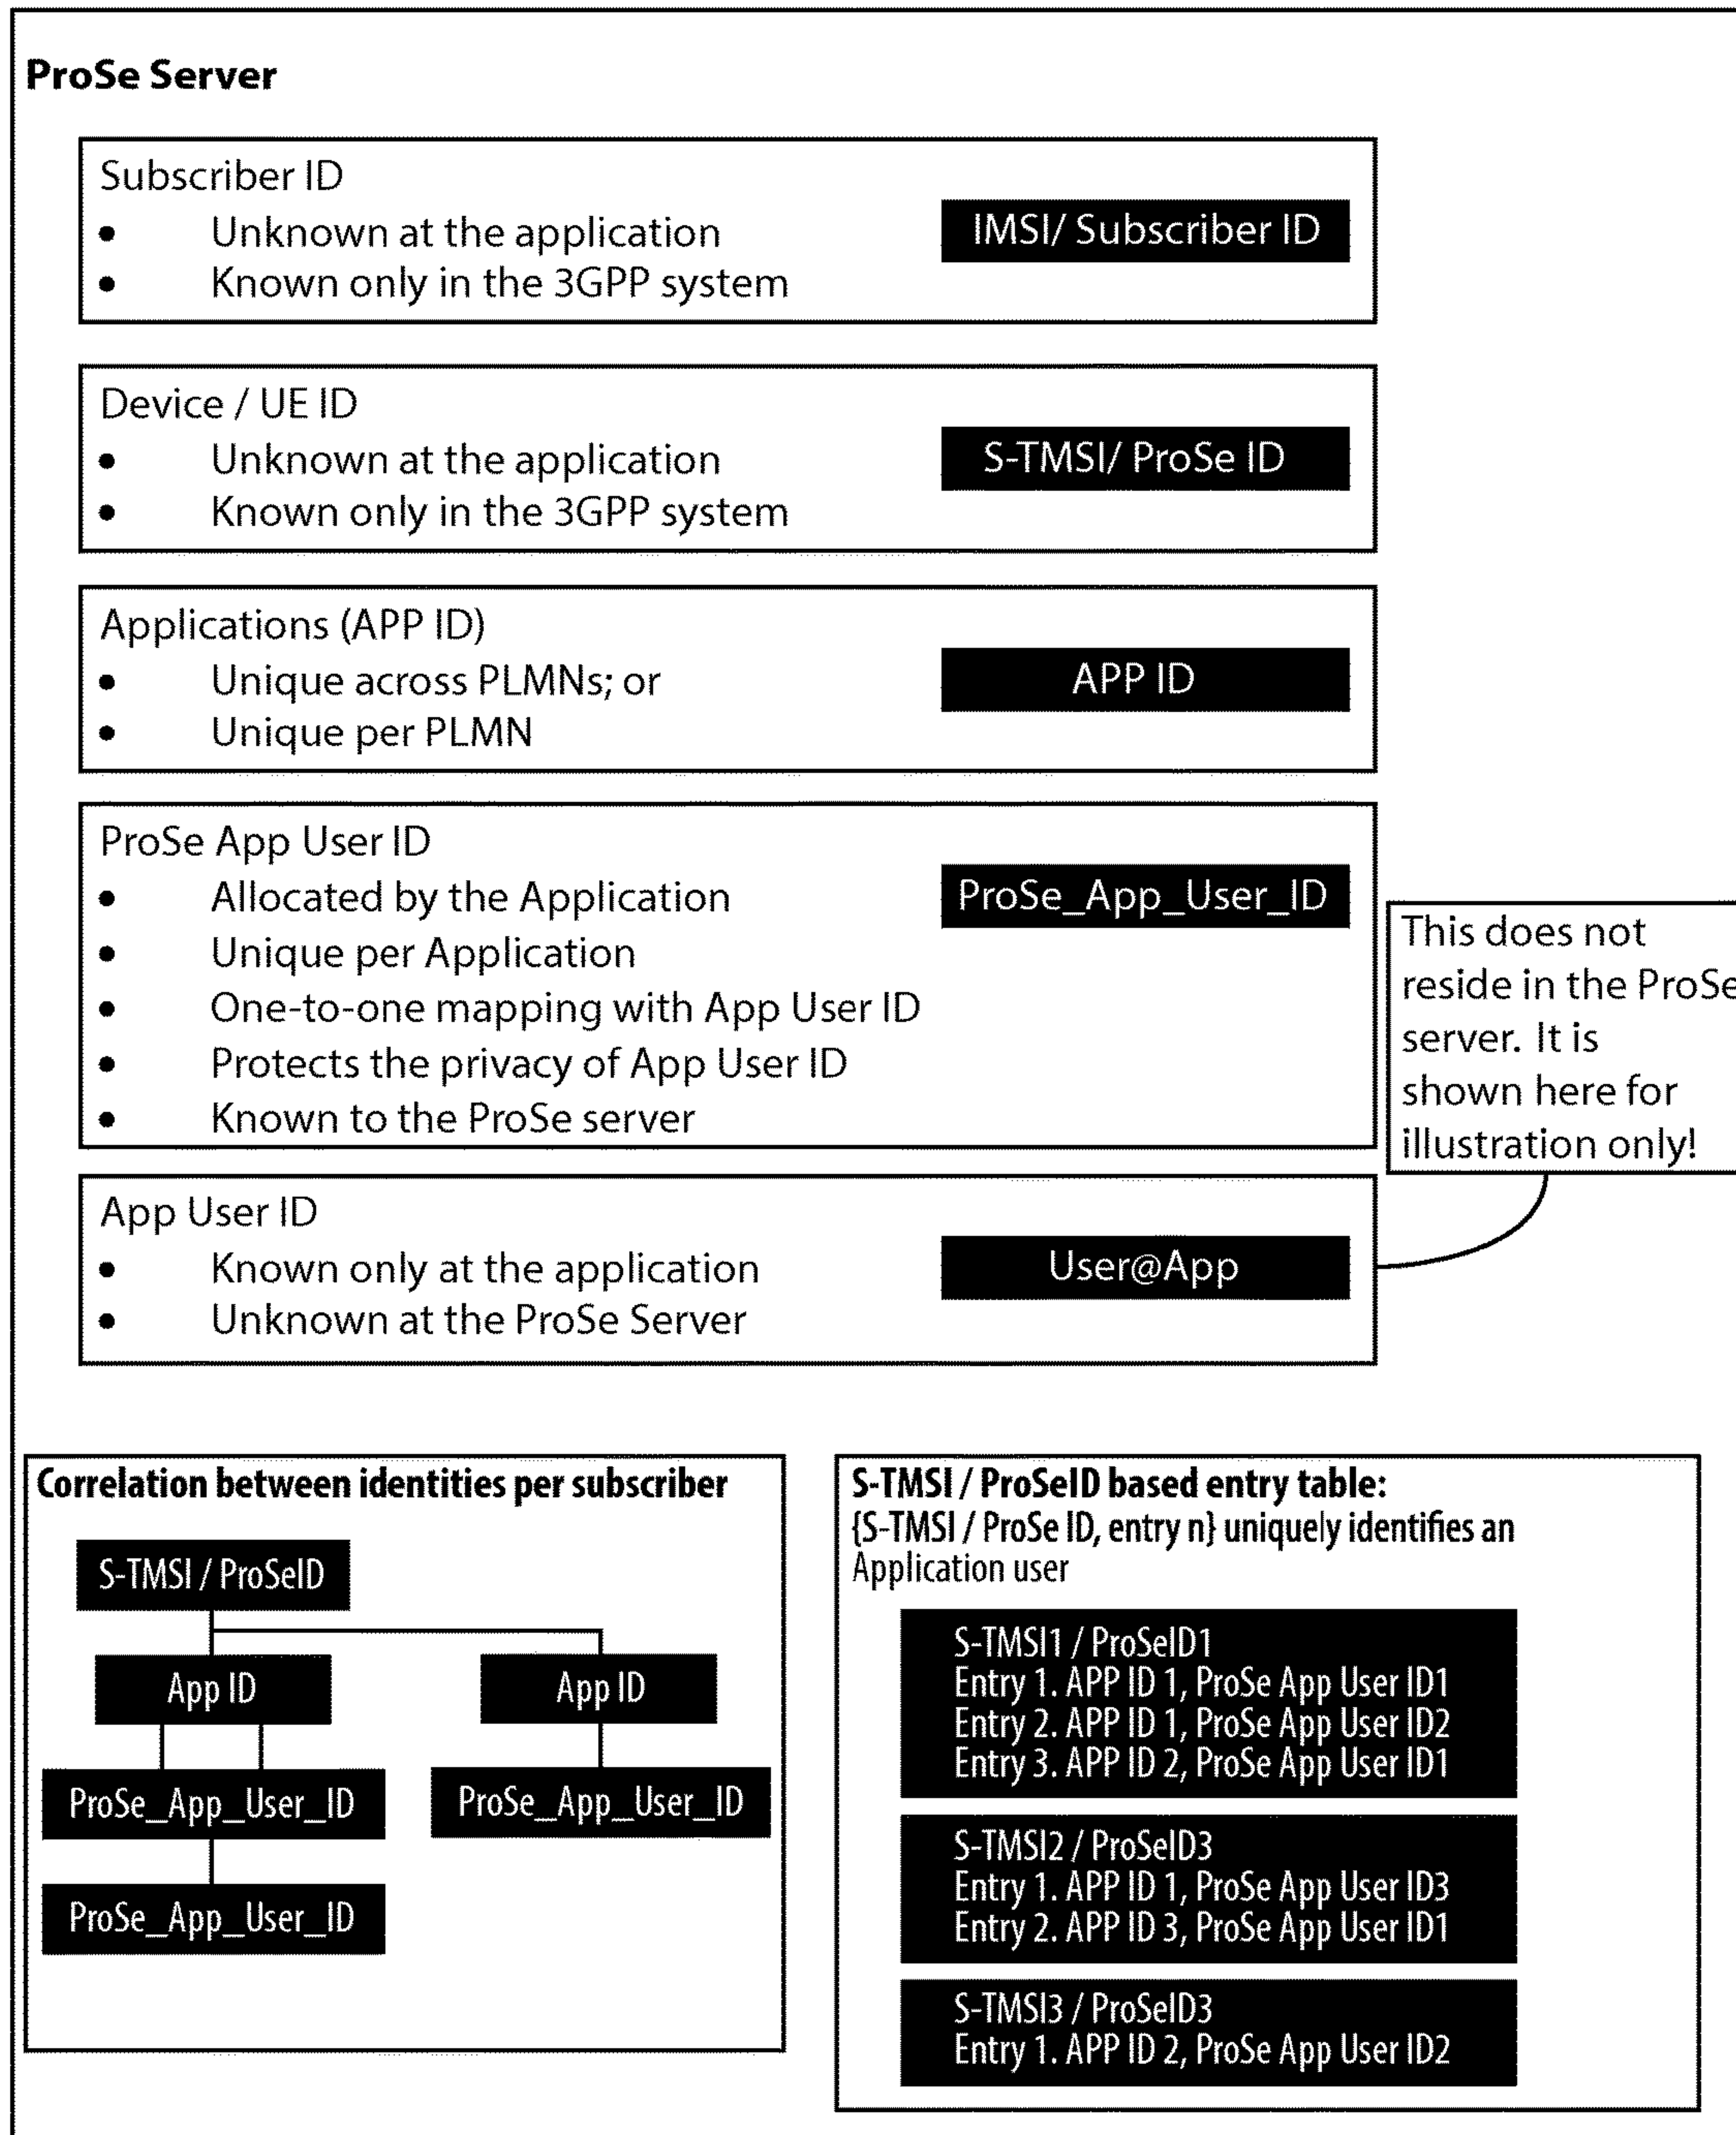 ProSe Server
Subscriber ID
• Unknown at the application
• Known only in the 3GPP system
IMSI/ Subscriber ID
Device / UE ID
• Unknown at the application
• Known only in the 3GPP system
S-TMSI/ ProSe ID
Applications (APP ID)
• Unique across PLMNs; or
• Unique per PLMN
APP ID
ProSe App User ID
• Allocated by the Application
• Unique per Application
• One-to-one mapping with App User ID
• Protects the privacy of App User ID
• Known to the ProSe server
ProSe_App_User_ID
This does not
reside in the ProSe
server. It is
shown here for
illustration only!
App User ID
• Known only at the application
• Unknown at the ProSe Server
User@App
Correlation between identities per subscriber
S-TMSI / ProSeID
App ID
App ID
ProSe_App_User_ID
ProSe_App_User_ID
ProSe_App_User_ID
S-TMSI / ProSeID based entry table:
{S-TMSI / ProSe ID, entry n} uniquely identifies an
Application user
S-TMSI1 / ProSeID1
Entry 1. APP ID 1, ProSe App User ID1
Entry 2. APP ID 1, ProSe App User ID2
Entry 3. APP ID 2, ProSe App User ID1
S-TMSI2 / ProSeID3
Entry 1. APP ID 1, ProSe App User ID3
Entry 2. APP ID 3, ProSe App User ID1
S-TMSI3 / ProSeID3
Entry 1. APP ID 2, ProSe App User ID2